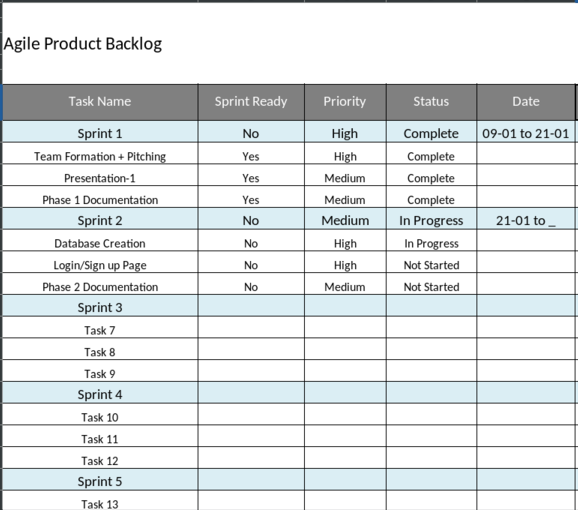 Agile Product Backlog
Task Name Sprint Ready Priority Status Date
Sprint 1 No High Complete 09-01 to 21-01
Team Formation + Pitching Yes High Complete
Presentation-1 Yes Medium Complete
Phase 1 Documentation Yes Medium Complete
Sprint 2 No Medium In Progress 21-01 to _
Database Creation No High In Progress
Login/Sign up Page No High Not Started
Phase 2 Documentation No Medium Not Started
Sprint 3
Task 7
Task 8
Task 9
Sprint 4
Task 10
Task 11
Task 12
Sprint 5
Task 13